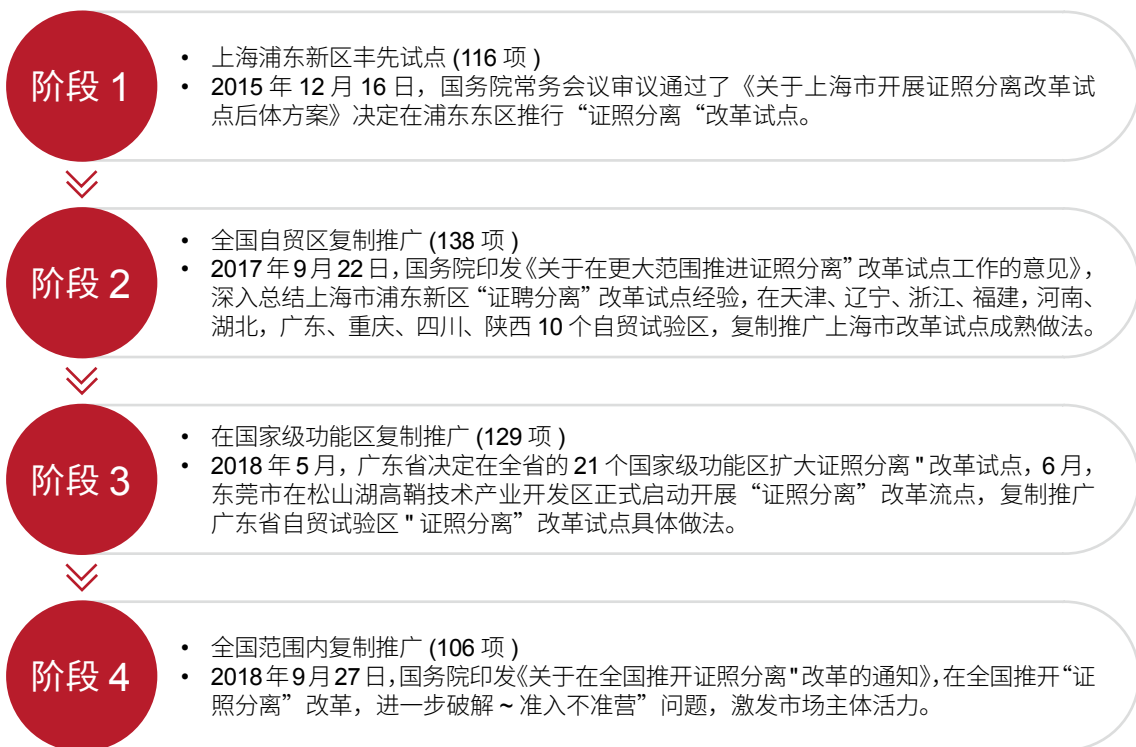 阶段 1
• 上海浦东新区丰先试点 (116 项 )
• 2015 年 12 月 16 日，国务院常务会议审议通过了《关于上海市开展证照分离改革试
点后体方案》决定在浦东东区推行“证照分离“改革试点。
阶段 2
• 全国自贸区复制推广 (138 项 )
• 2017 年 9 月 22 日，国务院印发《关于在更大范围推进证照分离” 改革试点工作的意见》，
深入总结上海市浦东新区“证聘分离” 改革试点经验，在天津、辽宁、浙江、福建，河南、
湖北，广东、重庆、四川、陕西 10 个自贸试验区，复制推广上海市改革试点成熟做法。
阶段 3
• 在国家级功能区复制推广 (129 项 )
• 2018 年 5 月，广东省决定在全省的 21 个国家级功能区扩大证照分离 " 改革试点，6 月，
东莞市在松山湖高鞘技术产业开发区正式启动开展“证照分离” 改革流点，复制推广
广东省自贸试验区 " 证照分离” 改革试点具体做法。
阶段 4
• 全国范围内复制推广 (106 项 )
• 2018 年 9 月 27 日，国务院印发《关于在全国推开证照分离 " 改革的通知》，在全国推开“证
照分离” 改革，进一步破解 ~ 准入不准营” 问题，激发市场主体活力。